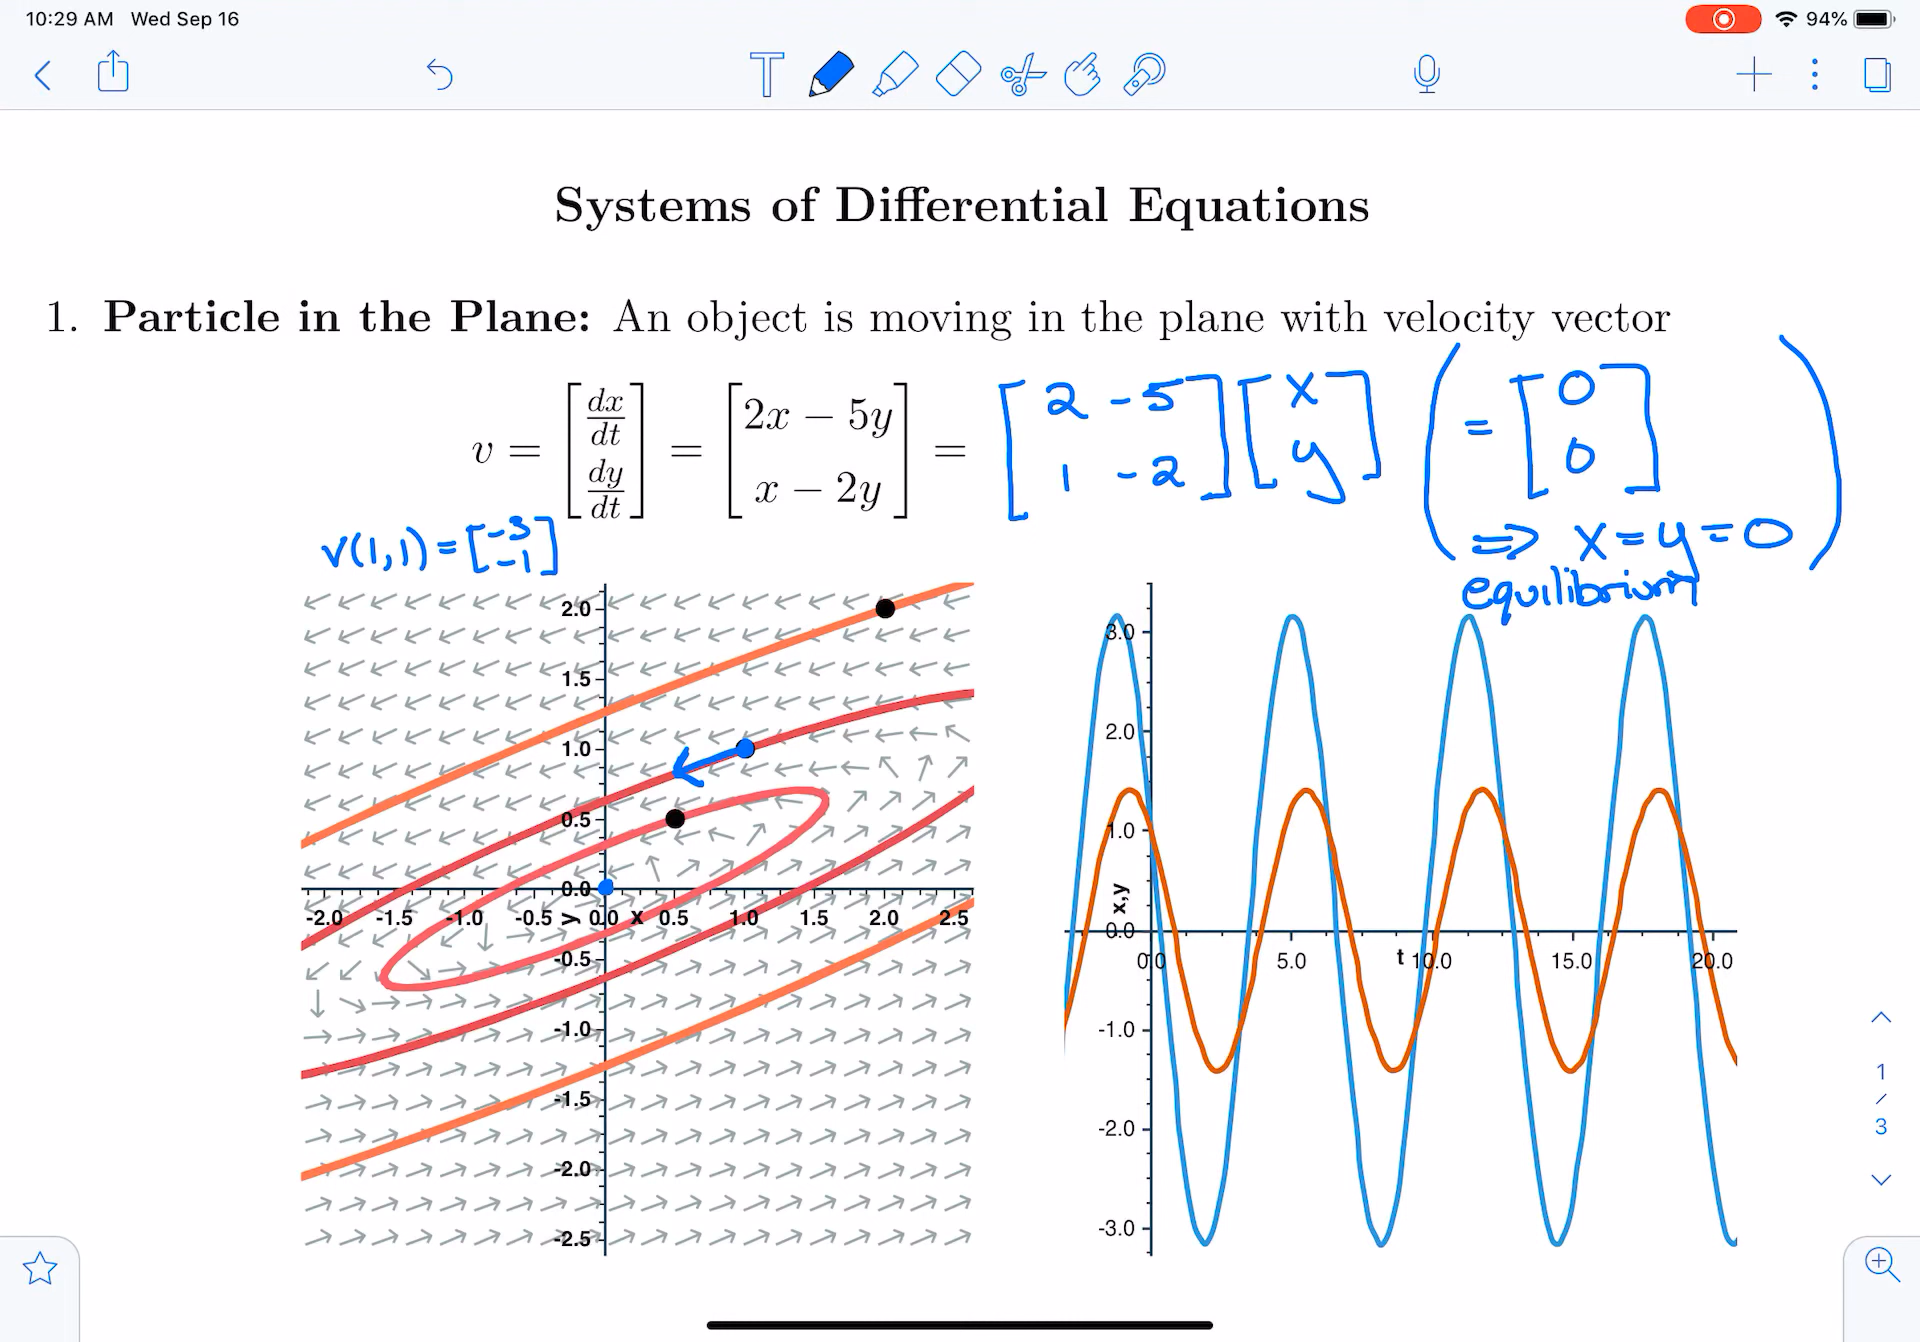 10:29 AM Wed Sep 16
94%
Systems of Differential Equations
1. Particle in the Plane: An object is moving in the plane with velocity vector
v = [dx/dt dy/dt] = [2x − 5y x − 2y] = [2 -5 1 -2] [x y] ( = [0 0]
⇒ x=y=0 )
equilibrium
v(1,1)=[-3 -1]
2.0
1.5
1.0
0.5
0.0
-2.0 -1.5 -1.0 -0.5 y 0.0 x 0.5 1.0 1.5 2.0 2.5
-0.5
-1.0
-1.5
-2.0
-2.5
3.0
2.0
1.0
x,y
0.0
0.0 5.0 t 10.0 15.0 20.0
-1.0
-2.0
-3.0
1
/
3